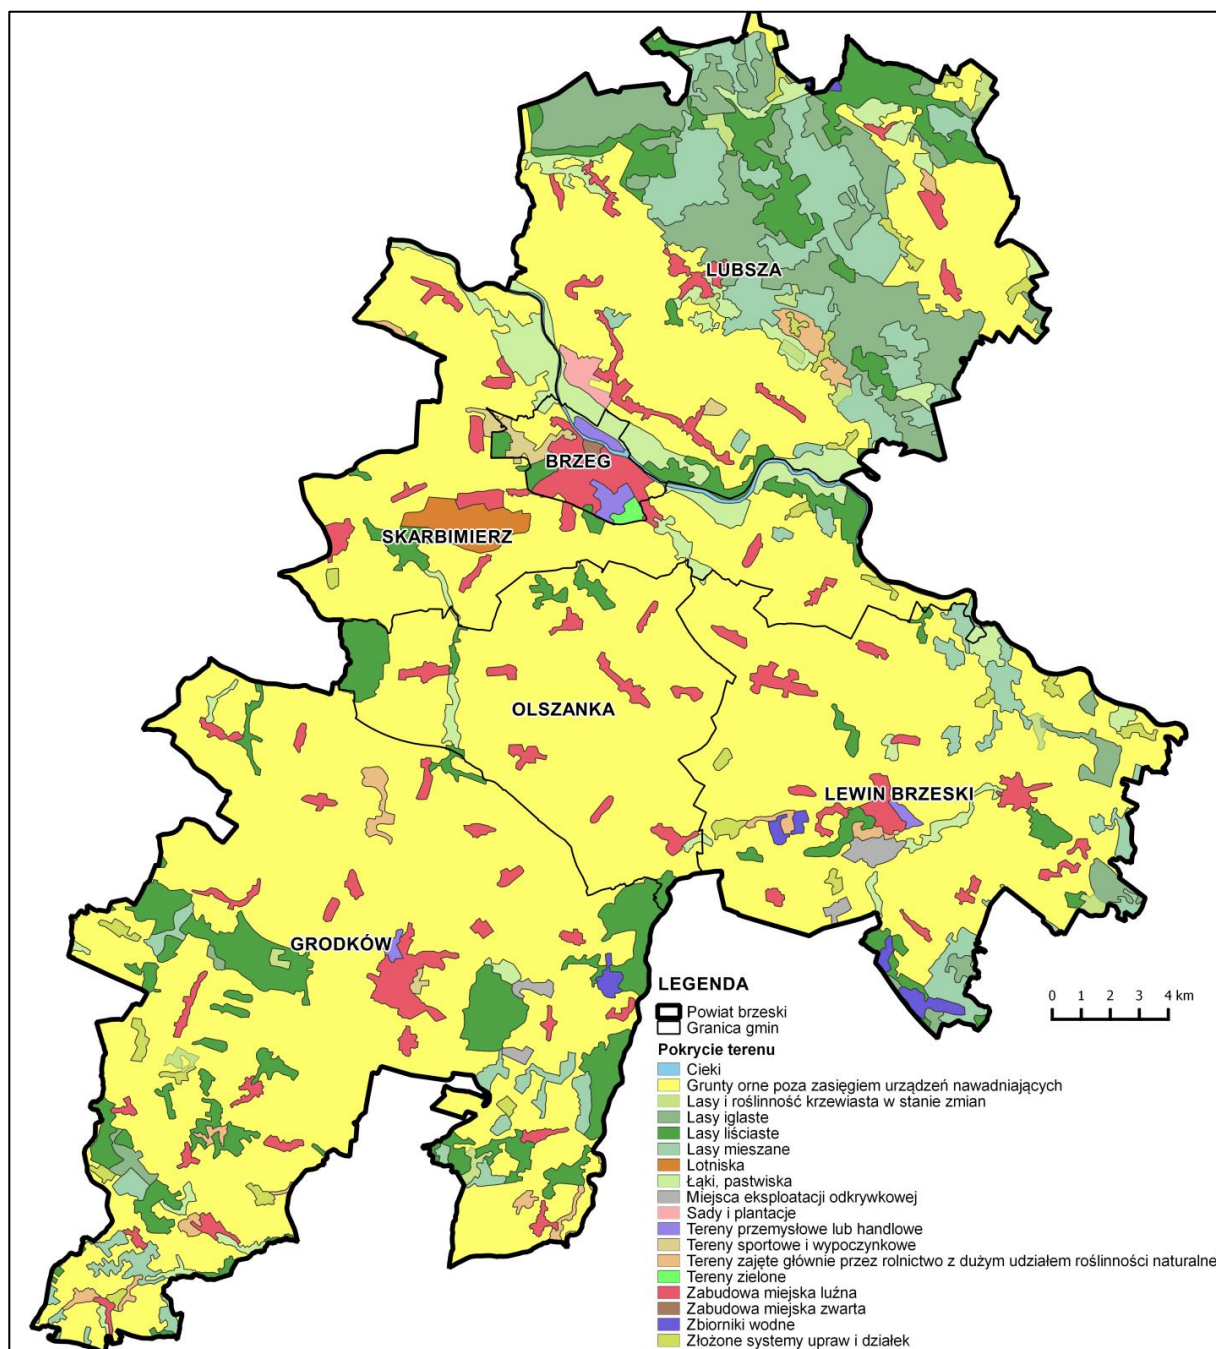 LUBSZA
BRZEG
SKARBIMIERZ
OLSZANKA
LEWIN BRZESKI
GRODKÓW
LEGENDA
Powiat brzeski
Granica gmin
0 1 2 3 4 km
Pokrycie terenu
Cieki
Grunty orne poza zasięgiem urządzeń nawadniających
Lasy i roślinność krzewiasta w stanie zmian
Lasy iglaste
Lasy liściaste
Lasy mieszane
Lotniska
Łąki, pastwiska
Miejsca eksploatacji odkrywkowej
Sady i plantacje
Tereny przemysłowe lub handlowe
Tereny sportowe i wypoczynkowe
Tereny zajęte głównie przez rolnictwo z dużym udziałem roślinności naturalne
Tereny zielone
Zabudowa miejska luźna
Zabudowa miejska zwarta
Zbiorniki wodne
Złożone systemy upraw i działek